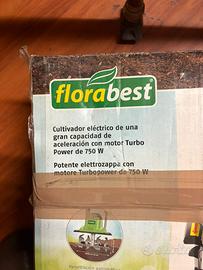 florabest
Cultivador eléctrico de una
gran capacidad de
aceleración con motor Turbo
Power de 750 W
Potente elettrozappa con
motore Turbopower de 750 W